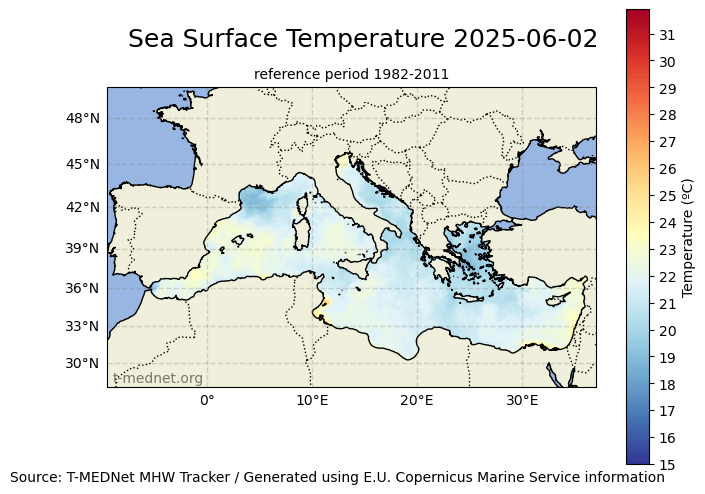 Sea Surface Temperature 2025-06-02
reference period 1982-2011
48°N
45°N
42°N
39°N
36°N
33°N
30°N
0°
10°E
20°E
30°E
t-mednet.org
31
30
29
28
27
26
25
24
23
22
21
20
19
18
17
16
15
Temperature (ºC)
Source: T-MEDNet MHW Tracker / Generated using E.U. Copernicus Marine Service information